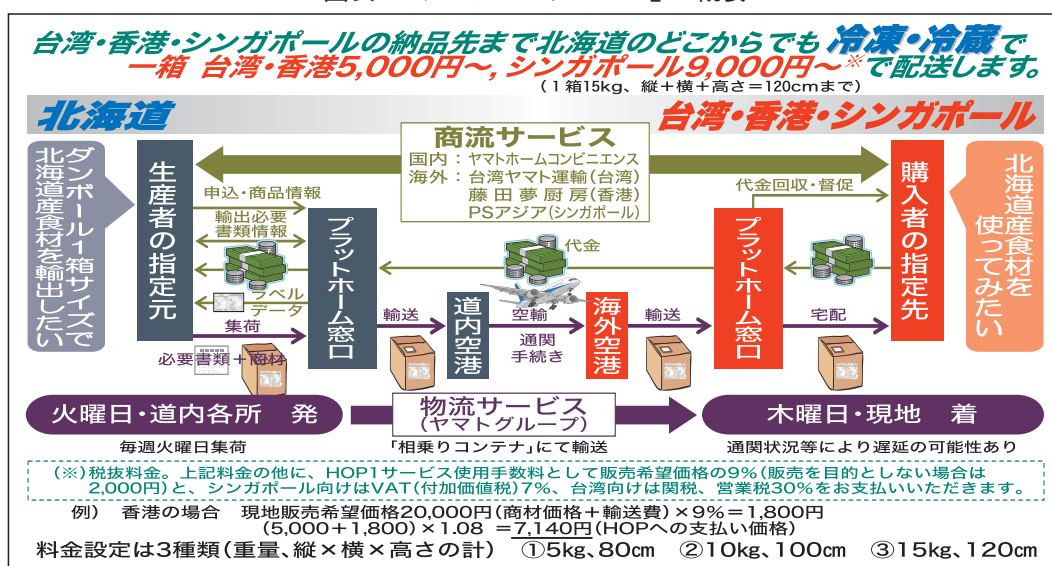 台湾・香港・シンガポールの納品先まで北海道のどこからでも冷凍・冷蔵で
一箱 台湾・香港5,000円～, シンガポール9,000円～※で配送します。
（1箱15kg、縦＋横＋高さ＝120cmまで）
北海道
台湾・香港・シンガポール
商流サービス
国内：ヤマトホームコンビニエンス
海外：台湾ヤマト運輸（台湾）
藤田夢厨房（香港）
PSアジア（シンガポール）
ダンボール1箱サイズで
北海道産食材を輸出したい
生産者の指定元
申込・商品情報
輸出必要
書類情報
ラベル
データ
集荷
必要書類＋商材
プラットホーム窓口
代金
輸送
道内空港
空輸
通関
手続き
海外空港
輸送
プラットホーム窓口
代金回収・督促
宅配
購入者の指定先
北海道産食材を
使ってみたい
火曜日・道内各所 発
物流サービス
（ヤマトグループ）
木曜日・現地 着
毎週火曜日集荷
「相乗りコンテナ」にて輸送
通関状況等により遅延の可能性あり
（※）税抜料金。上記料金の他に、HOP1サービス使用手数料として販売希望価格の9%（販売を目的としない場合は
2,000円）と、シンガポール向けはVAT（付加価値税）7%、台湾向けは関税、営業税30%をお支払いいただきます。
例） 香港の場合 現地販売希望価格20,000円（商材価格＋輸送費）×9%＝1,800円
（5,000＋1,800）×1.08 ＝7,140円（HOPへの支払い価格）
料金設定は3種類（重量、縦×横×高さの計） ①5kg、80cm ②10kg、100cm ③15kg、120cm